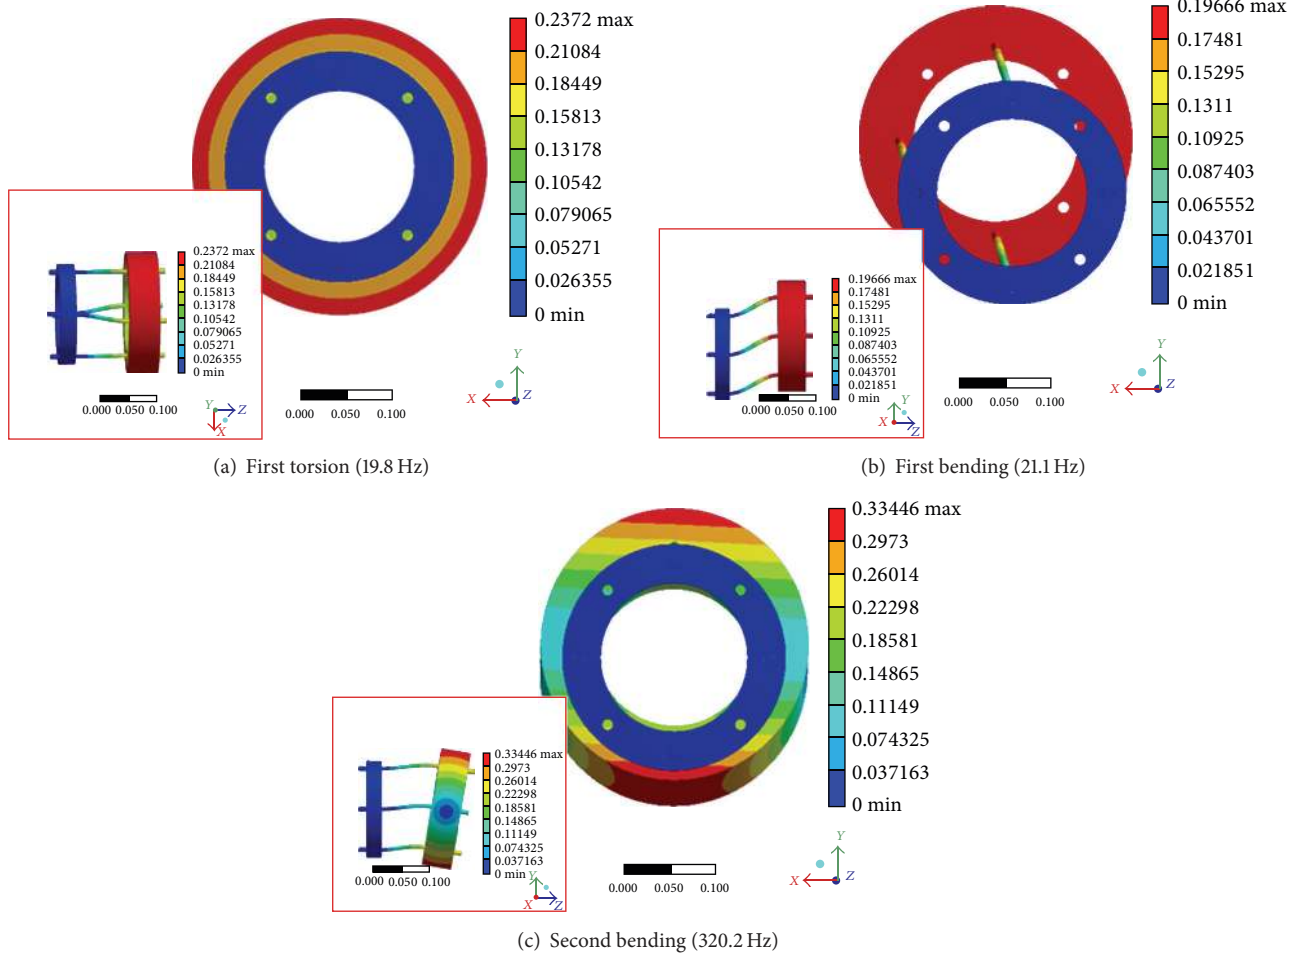 0.2372 max
0.21084
0.18449
0.15813
0.13178
0.10542
0.079065
0.05271
0.026355
0 min
0.2372 max
0.21084
0.18449
0.15813
0.13178
0.10542
0.079065
0.05271
0.026355
0 min
0.000 0.050 0.100
Y
Z
X
0.000 0.050 0.100
Y
X
Z
(a) First torsion (19.8 Hz)
0.19666 max
0.17481
0.15295
0.1311
0.10925
0.087403
0.065552
0.043701
0.021851
0 min
0.19666 max
0.17481
0.15295
0.1311
0.10925
0.087403
0.065552
0.043701
0.021851
0 min
0.000 0.050 0.100
Y
X
Z
0.000 0.050 0.100
Y
X
Z
(b) First bending (21.1 Hz)
0.33446 max
0.2973
0.26014
0.22298
0.18581
0.14865
0.11149
0.074325
0.037163
0 min
0.33446 max
0.2973
0.26014
0.22298
0.18581
0.14865
0.11149
0.074325
0.037163
0 min
0.000 0.050 0.100
Y
X
Z
0.000 0.050 0.100
Y
X
Z
(c) Second bending (320.2 Hz)